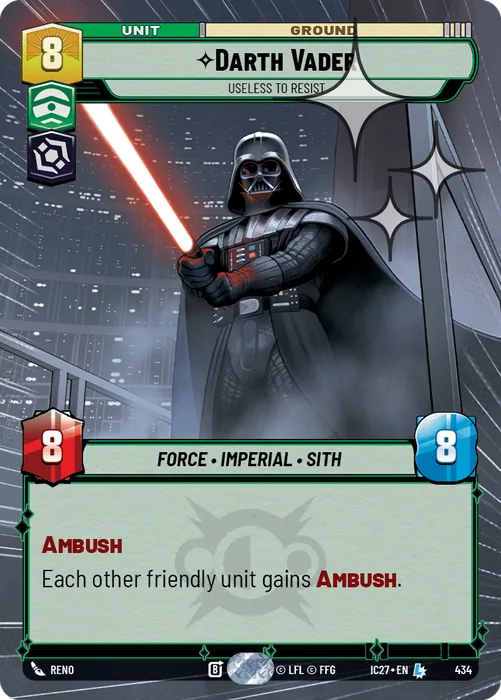 8
UNIT
GROUND
DARTH VADER
USELESS TO RESIST
8
FORCE • IMPERIAL • SITH
8
AMBUSH
Each other friendly unit gains AMBUSH.
RENO
B
© LFL © FFG
IC27 • EN
434